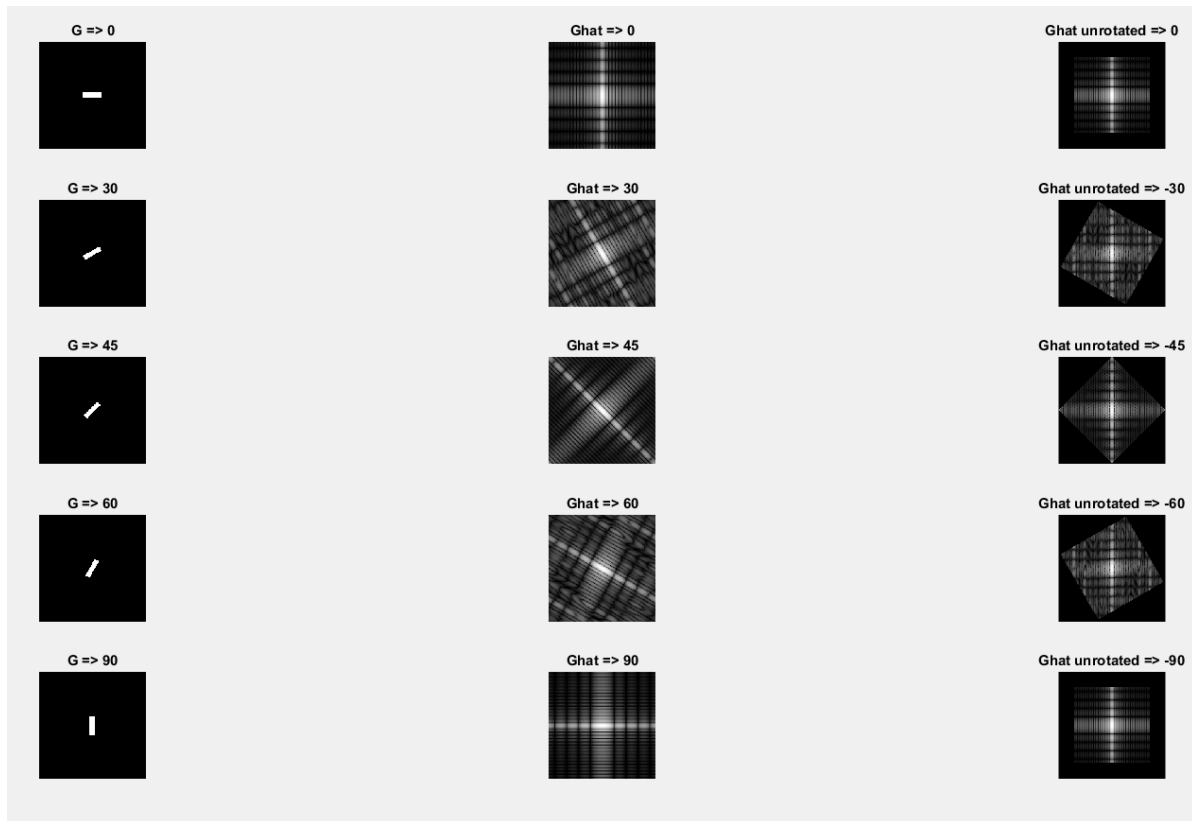 G => 0
Ghat => 0
Ghat unrotated => 0
G => 30
Ghat => 30
Ghat unrotated => -30
G => 45
Ghat => 45
Ghat unrotated => -45
G => 60
Ghat => 60
Ghat unrotated => -60
G => 90
Ghat => 90
Ghat unrotated => -90